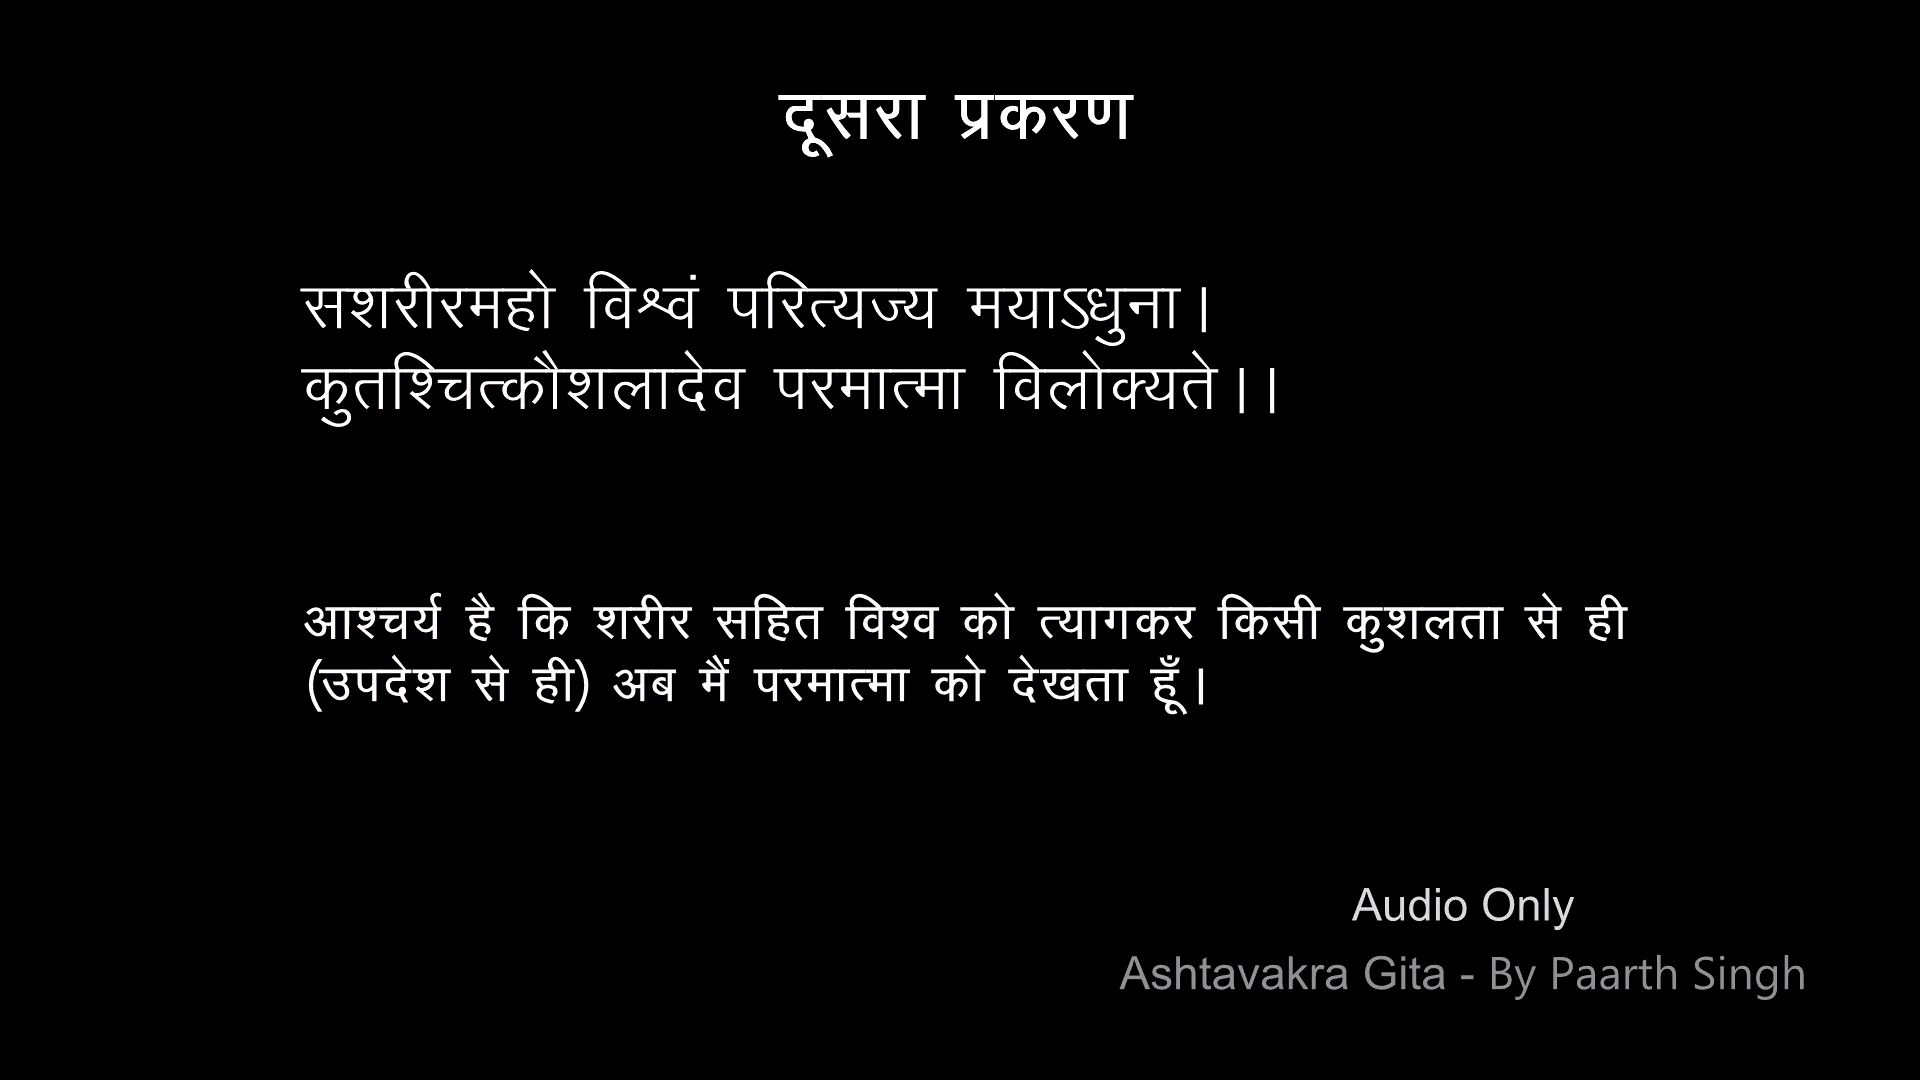 दूसरा प्रकरण
सशरीरमहो विश्वं परित्यज्य मयाऽधुना।
कुतश्चित्कौशलादेव परमात्मा विलोक्यते।।
आश्चर्य है कि शरीर सहित विश्व को त्यागकर किसी कुशलता से ही
(उपदेश से ही) अब मैं परमात्मा को देखता हूँ।
Audio Only
Ashtavakra Gita - By Paarth Singh